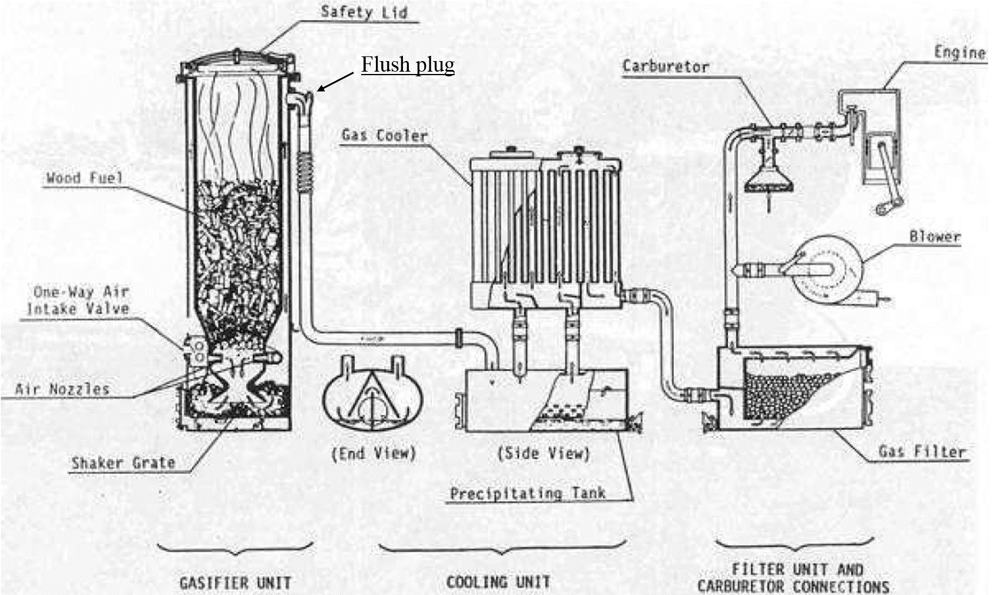 Safety Lid
Flush plug
Engine
Carburetor
Gas Cooler
Wood Fuel
Blower
One-Way Air
Intake Valve
Air Nozzles
(End View)
(Side View)
Gas Filter
Shaker Grate
Precipitating Tank
GASIFIER UNIT
COOLING UNIT
FILTER UNIT AND
CARBURETOR CONNECTIONS